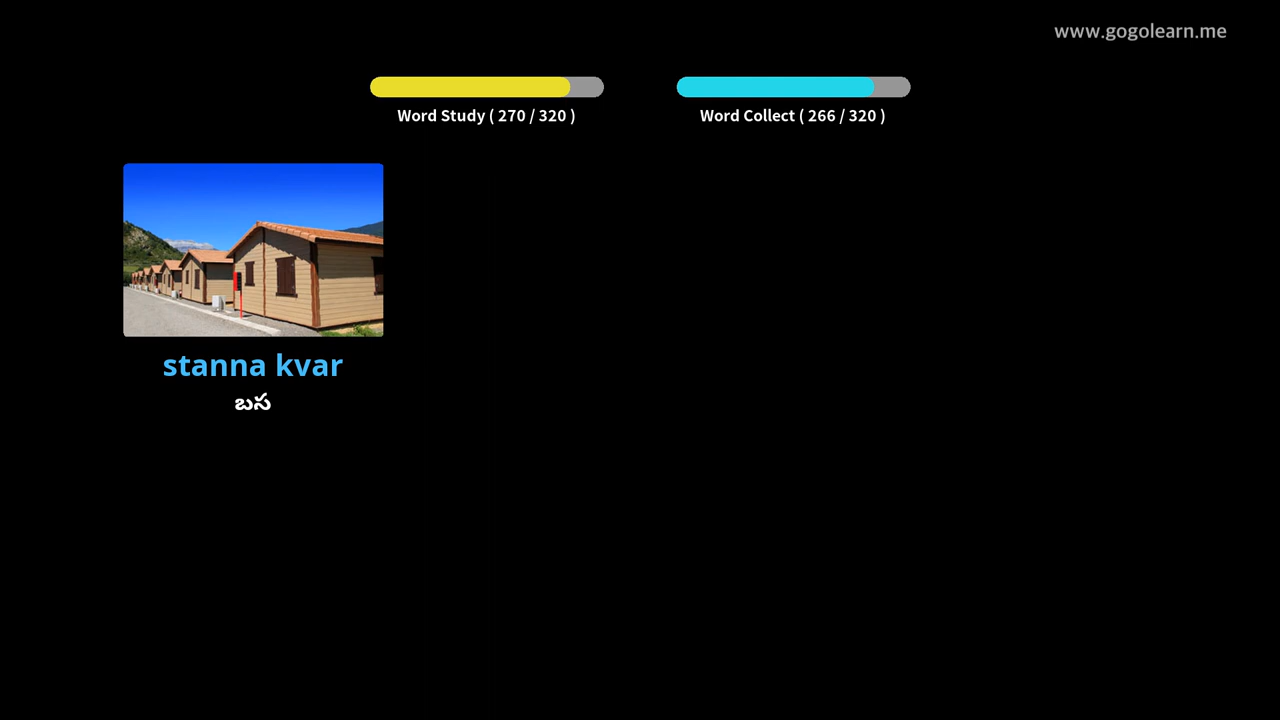 www.gogolearn.me
Word Study ( 270 / 320 )
Word Collect ( 266 / 320 )
stanna kvar
బస